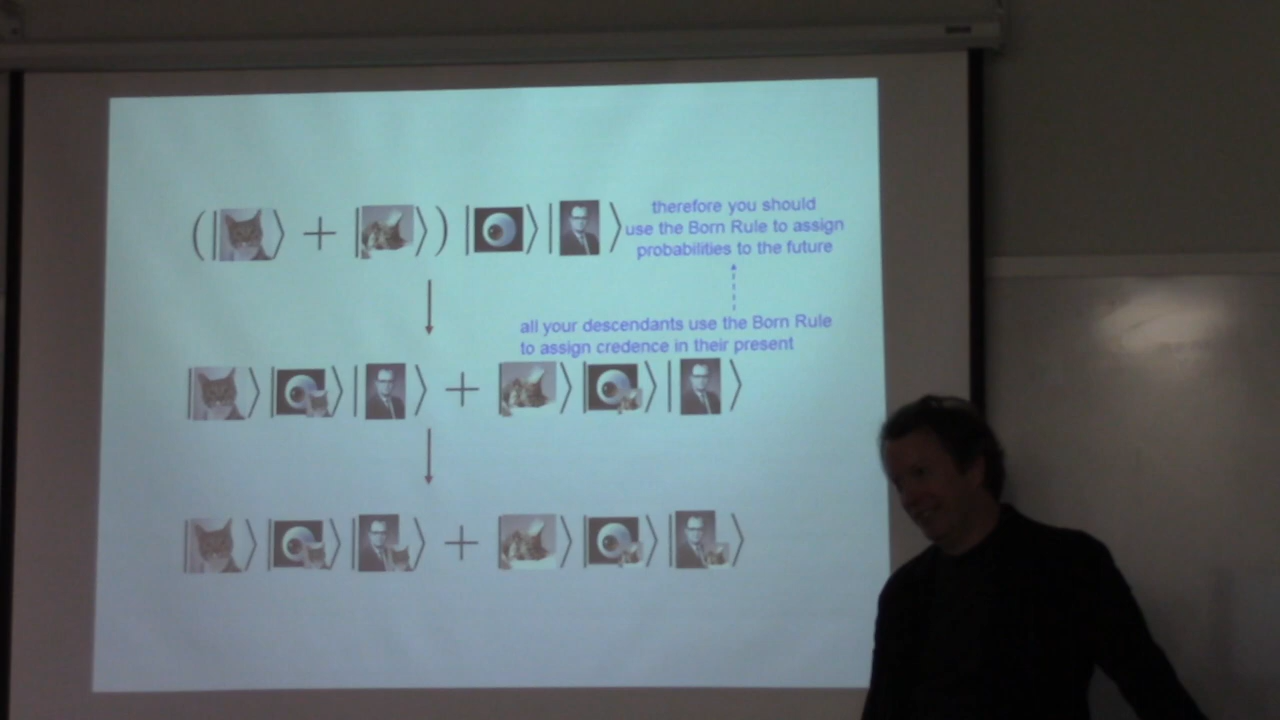 therefore you should
use the Born Rule to assign
probabilities to the future
all your descendants use the Born Rule
to assign credence in their present